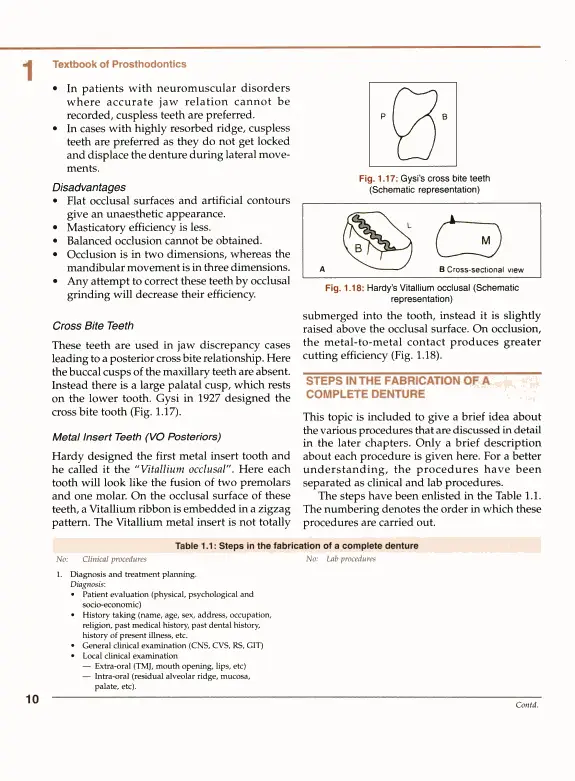 1
Textbook of Prosthodontics
• In patients with neuromuscular disorders
where accurate jaw relation cannot be
recorded, cuspless teeth are preferred.
• In cases with highly resorbed ridge, cuspless
teeth are preferred as they do not get locked
and displace the denture during lateral move-
ments.
Disadvantages
• Flat occlusal surfaces and artificial contours
give an unaesthetic appearance.
• Masticatory efficiency is less.
• Balanced occlusion cannot be obtained.
• Occlusion is in two dimensions, whereas the
mandibular movement is in three dimensions.
• Any attempt to correct these teeth by occlusal
grinding will decrease their efficiency.
Cross Bite Teeth
These teeth are used in jaw discrepancy cases
leading to a posterior cross bite relationship. Here
the buccal cusps of the maxillary teeth are absent.
Instead there is a large palatal cusp, which rests
on the lower tooth. Gysi in 1927 designed the
cross bite tooth (Fig. 1.17).
Metal Insert Teeth (VO Posteriors)
Hardy designed the first metal insert tooth and
he called it the "Vitallium occlusal". Here each
tooth will look like the fusion of two premolars
and one molar. On the occlusal surface of these
teeth, a Vitallium ribbon is embedded in a zigzag
pattern. The Vitallium metal insert is not totally
P B
Fig. 1.17: Gysi's cross bite teeth
(Schematic representation)
L
B M
A B Cross-sectional view
Fig. 1.18: Hardy's Vitallium occlusal (Schematic
representation)
submerged into the tooth, instead it is slightly
raised above the occlusal surface. On occlusion,
the metal-to-metal contact produces greater
cutting efficiency (Fig. 1.18).
STEPS IN THE FABRICATION OF A
COMPLETE DENTURE
This topic is included to give a brief idea about
the various procedures that are discussed in detail
in the later chapters. Only a brief description
about each procedure is given here. For a better
understanding, the procedures have been
separated as clinical and lab procedures.
The steps have been enlisted in the Table 1.1.
The numbering denotes the order in which these
procedures are carried out.
Table 1.1: Steps in the fabrication of a complete denture
No: Clinical procedures No: Lab procedures
1. Diagnosis and treatment planning.
Diagnosis:
• Patient evaluation (physical, psychological and
socio-economic)
• History taking (name, age, sex, address, occupation,
religion, past medical history, past dental history,
history of present illness, etc.
• General clinical examination (CNS, CVS, RS, GIT)
• Local clinical examination
— Extra-oral (TMJ, mouth opening, lips, etc)
— Intra-oral (residual alveolar ridge, mucosa,
palate, etc).
Contd.
10